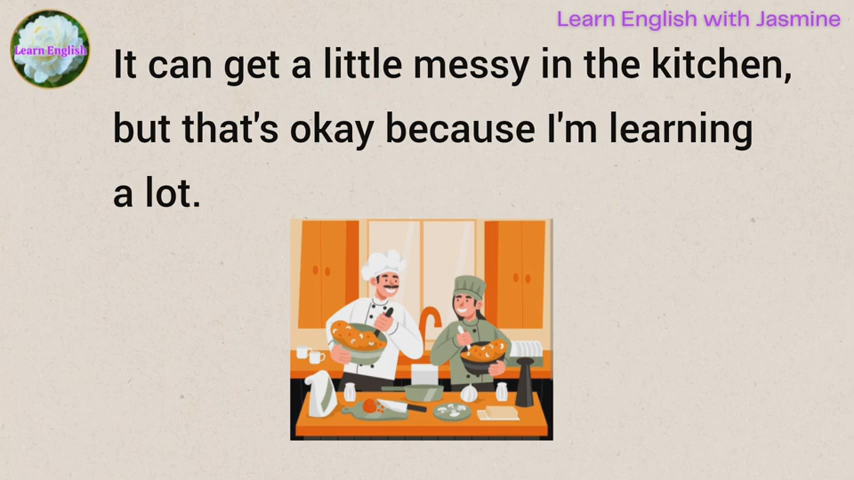 Learn English with Jasmine
Learn English
It can get a little messy in the kitchen,
but that's okay because I'm learning
a lot.